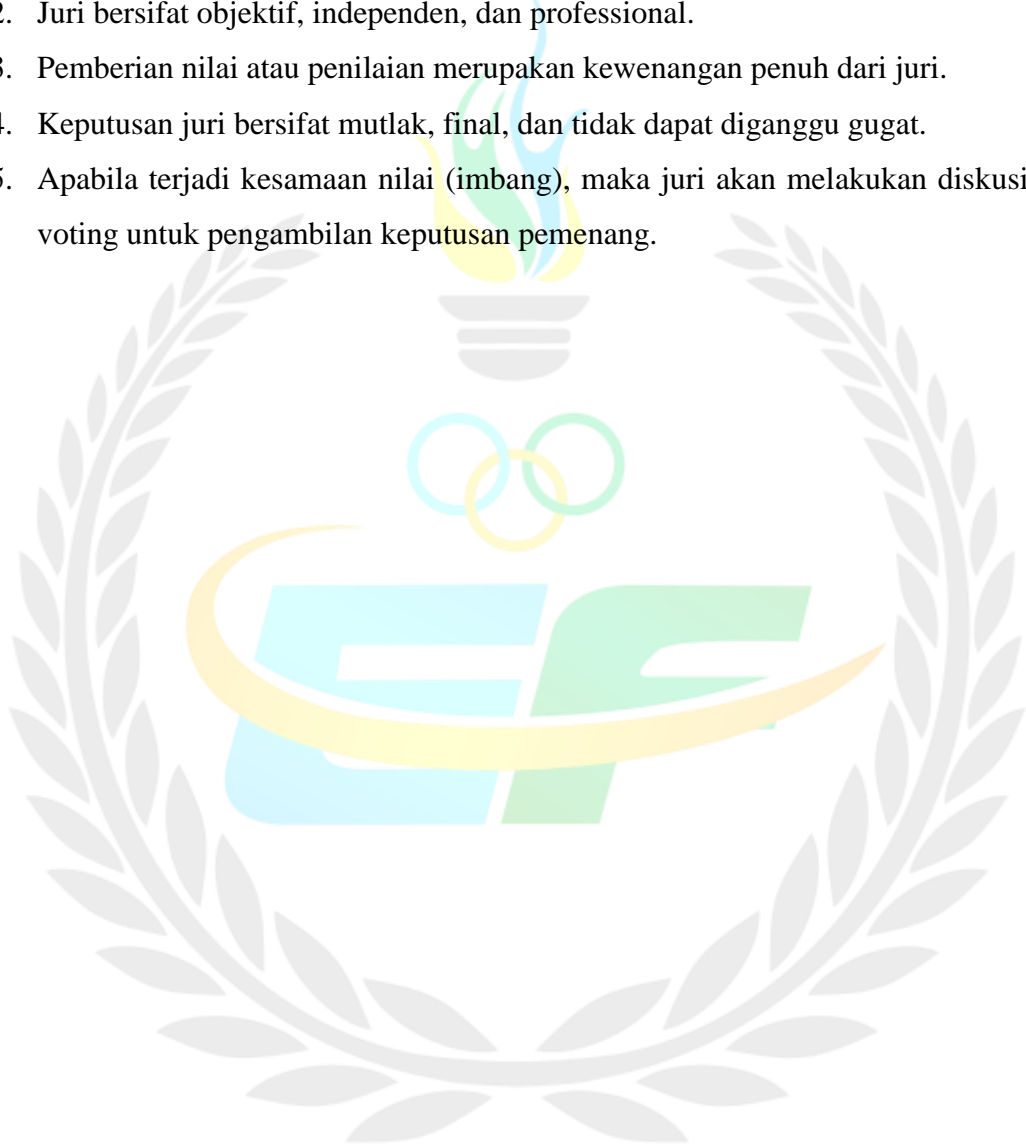 2. Juri bersifat objektif, independen, dan professional.
3. Pemberian nilai atau penilaian merupakan kewenangan penuh dari juri.
4. Keputusan juri bersifat mutlak, final, dan tidak dapat diganggu gugat.
5. Apabila terjadi kesamaan nilai (imbang), maka juri akan melakukan diskusi
voting untuk pengambilan keputusan pemenang.
EF